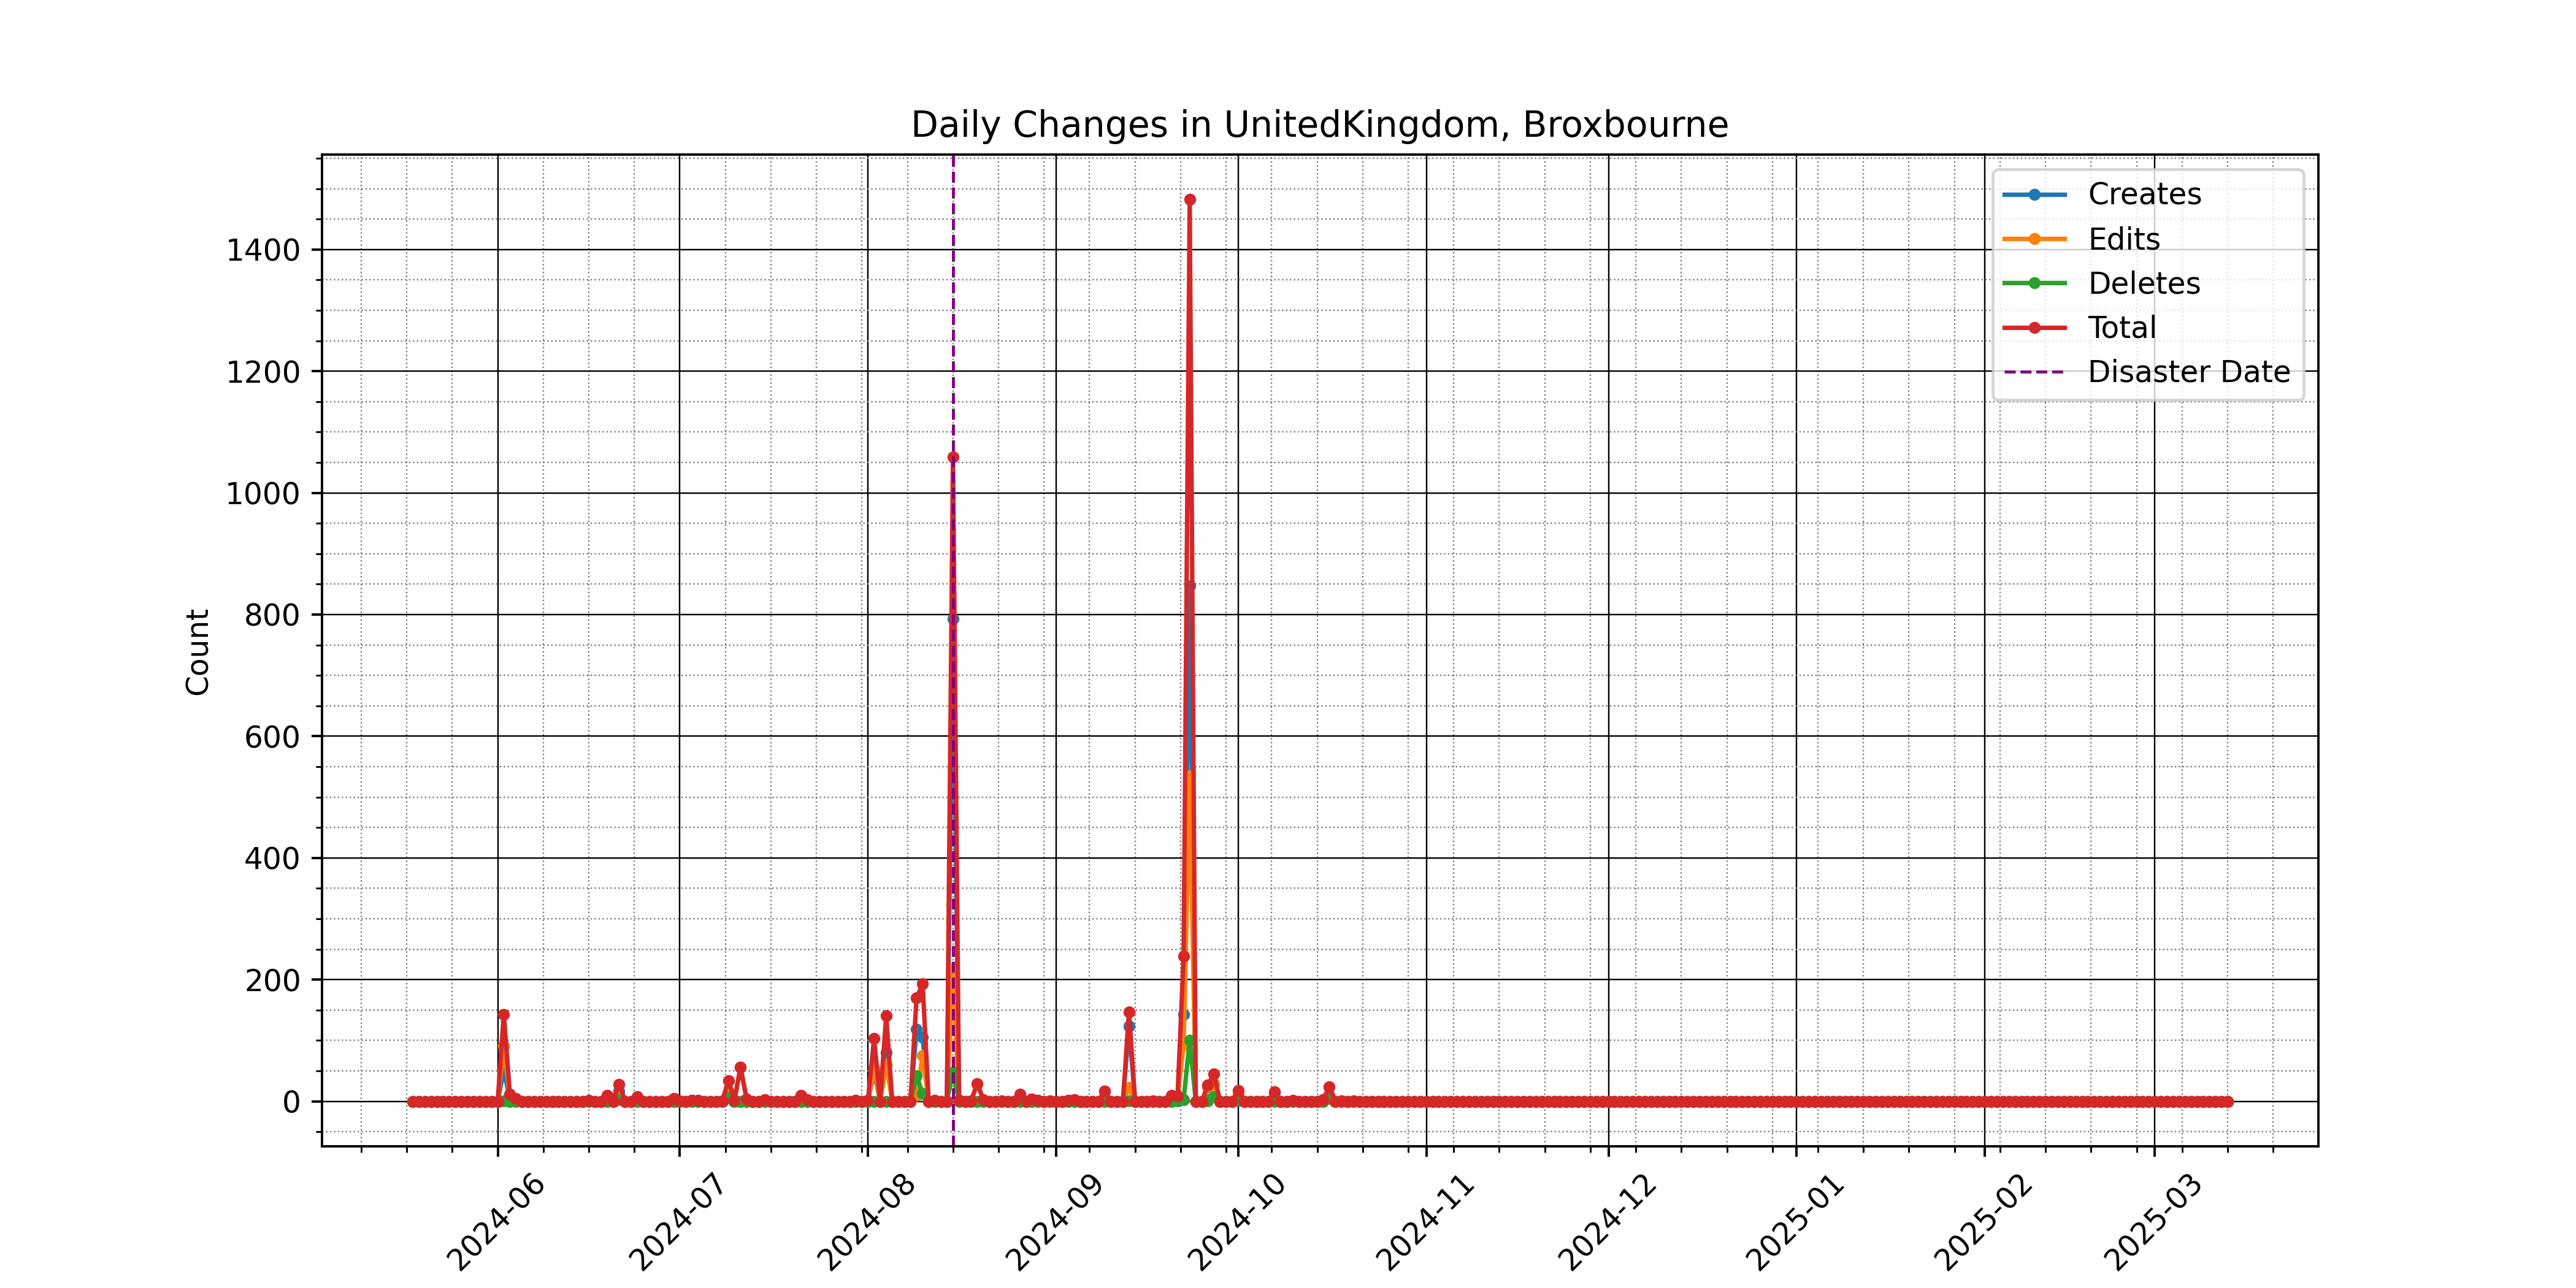 Daily Changes in UnitedKingdom, Broxbourne
Creates
Edits
Deletes
Total
Disaster Date
1400
1200
1000
800
600
400
200
0
Count
2024-06
2024-07
2024-08
2024-09
2024-10
2024-11
2024-12
2025-01
2025-02
2025-03